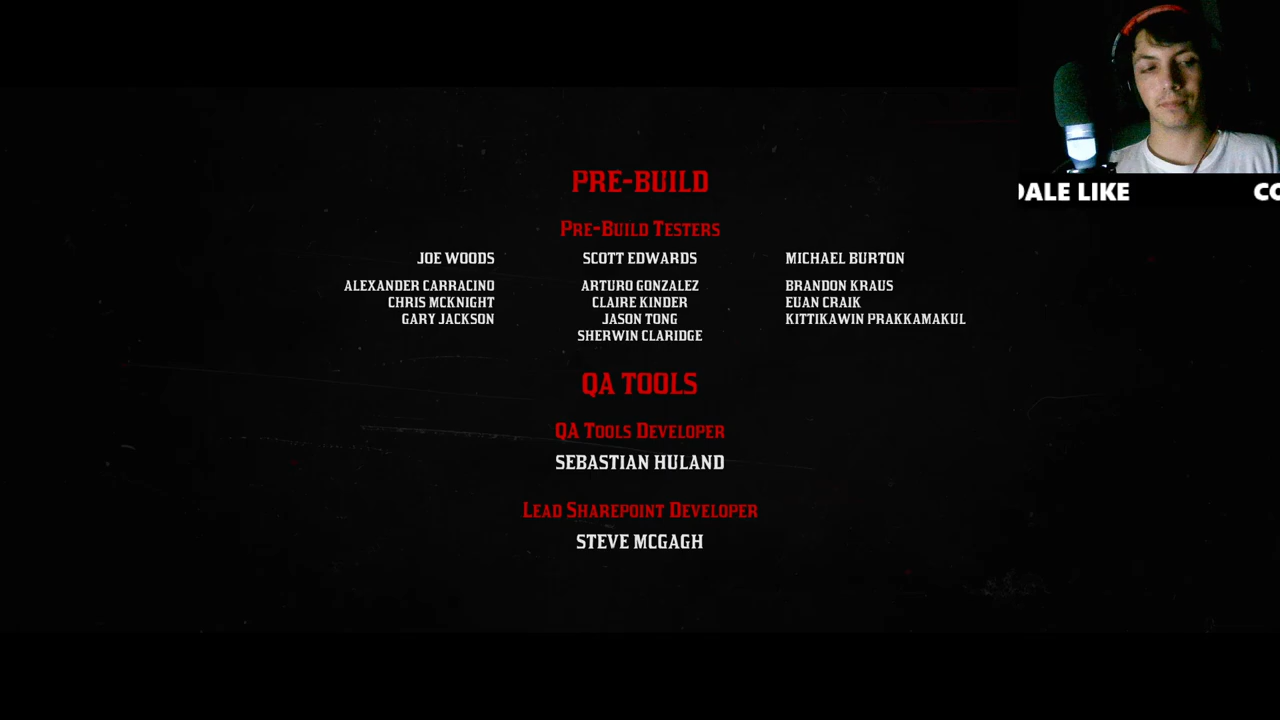 PRE-BUILD
PRE-BUILD TESTERS
JOE WOODS SCOTT EDWARDS MICHAEL BURTON
ALEXANDER CARRACINO ARTURO GONZALEZ BRANDON KRAUS
CHRIS MCKNIGHT CLAIRE KINDER EUAN CRAIK
GARY JACKSON JASON TONG KITTIKAWIN PRAKKAMAKUL
SHERWIN CLARIDGE
QA TOOLS
QA TOOLS DEVELOPER
SEBASTIAN HULAND
LEAD SHAREPOINT DEVELOPER
STEVE MCGAGH
DALE LIKE CO